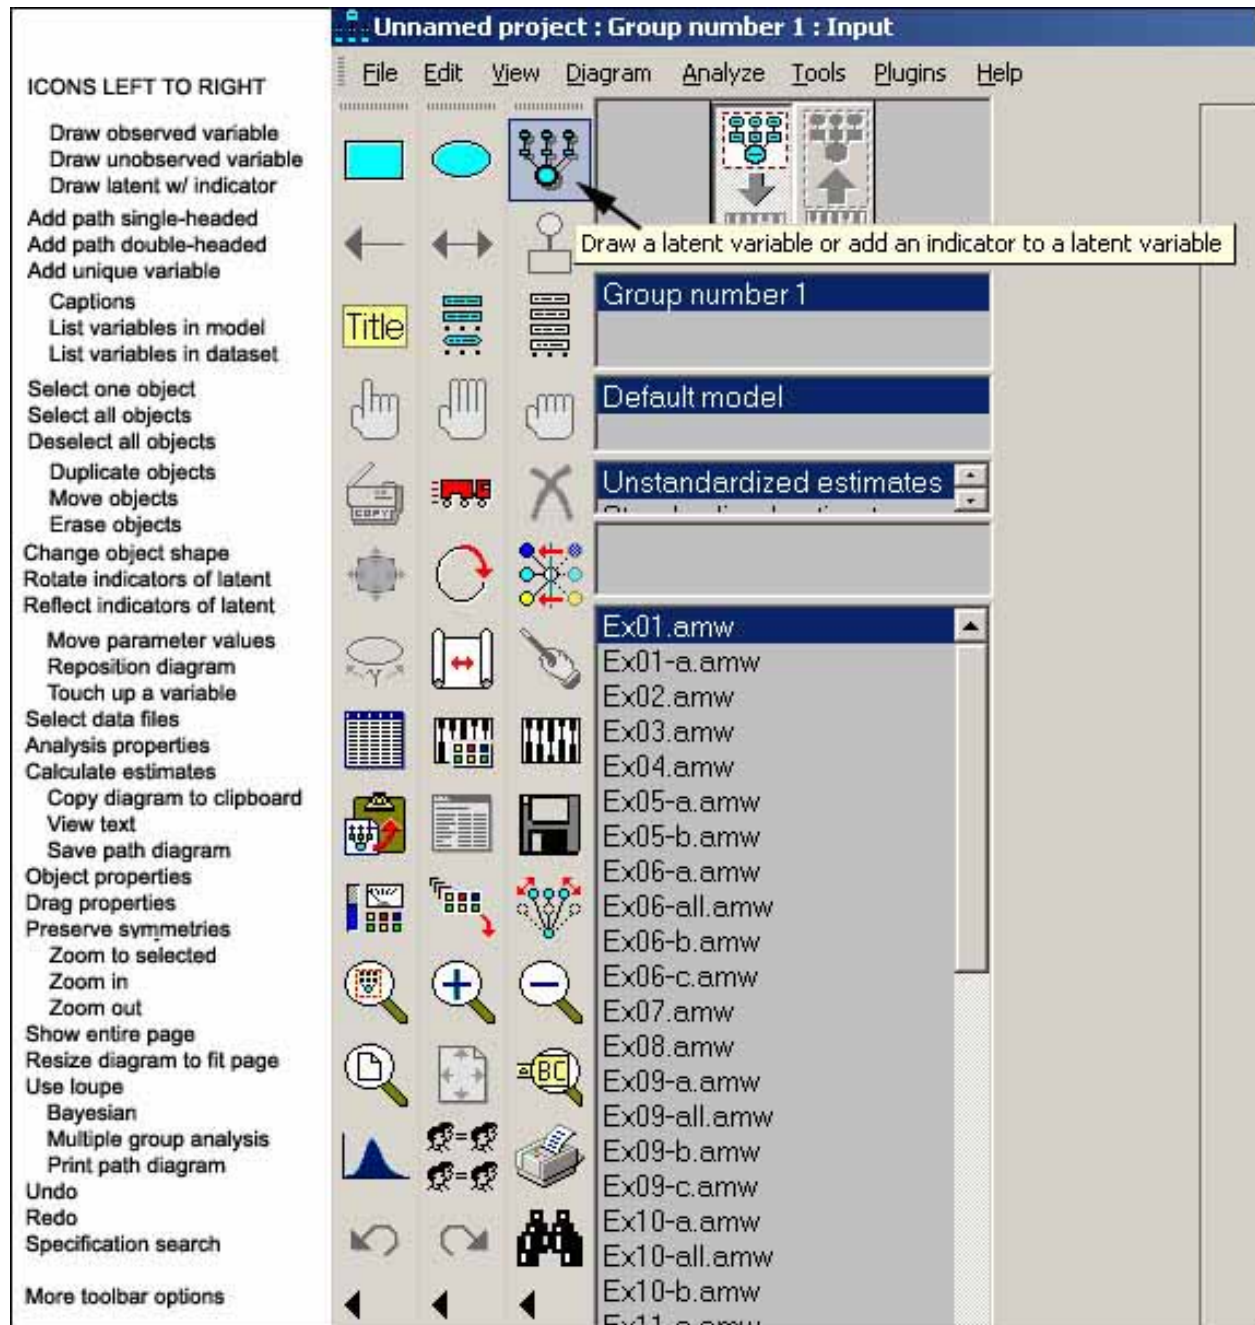 Unnamed project : Group number 1 : Input
File Edit View Diagram Analyze Tools Plugins Help
ICONS LEFT TO RIGHT
Draw observed variable
Draw unobserved variable
Draw latent w/ indicator
Add path single-headed
Add path double-headed
Add unique variable
Captions
List variables in model
List variables in dataset
Select one object
Select all objects
Deselect all objects
Duplicate objects
Move objects
Erase objects
Change object shape
Rotate indicators of latent
Reflect indicators of latent
Move parameter values
Reposition diagram
Touch up a variable
Select data files
Analysis properties
Calculate estimates
Copy diagram to clipboard
View text
Save path diagram
Object properties
Drag properties
Preserve symmetries
Zoom to selected
Zoom in
Zoom out
Show entire page
Resize diagram to fit page
Use loupe
Bayesian
Multiple group analysis
Print path diagram
Undo
Redo
Specification search
More toolbar options
Title
COPY
γ
BC
Draw a latent variable or add an indicator to a latent variable
Group number 1
Default model
Unstandardized estimates
Ex01.amw
Ex01-a.amw
Ex02.amw
Ex03.amw
Ex04.amw
Ex05-a.amw
Ex05-b.amw
Ex06-a.amw
Ex06-all.amw
Ex06-b.amw
Ex06-c.amw
Ex07.amw
Ex08.amw
Ex09-a.amw
Ex09-all.amw
Ex09-b.amw
Ex09-c.amw
Ex10-a.amw
Ex10-all.amw
Ex10-b.amw